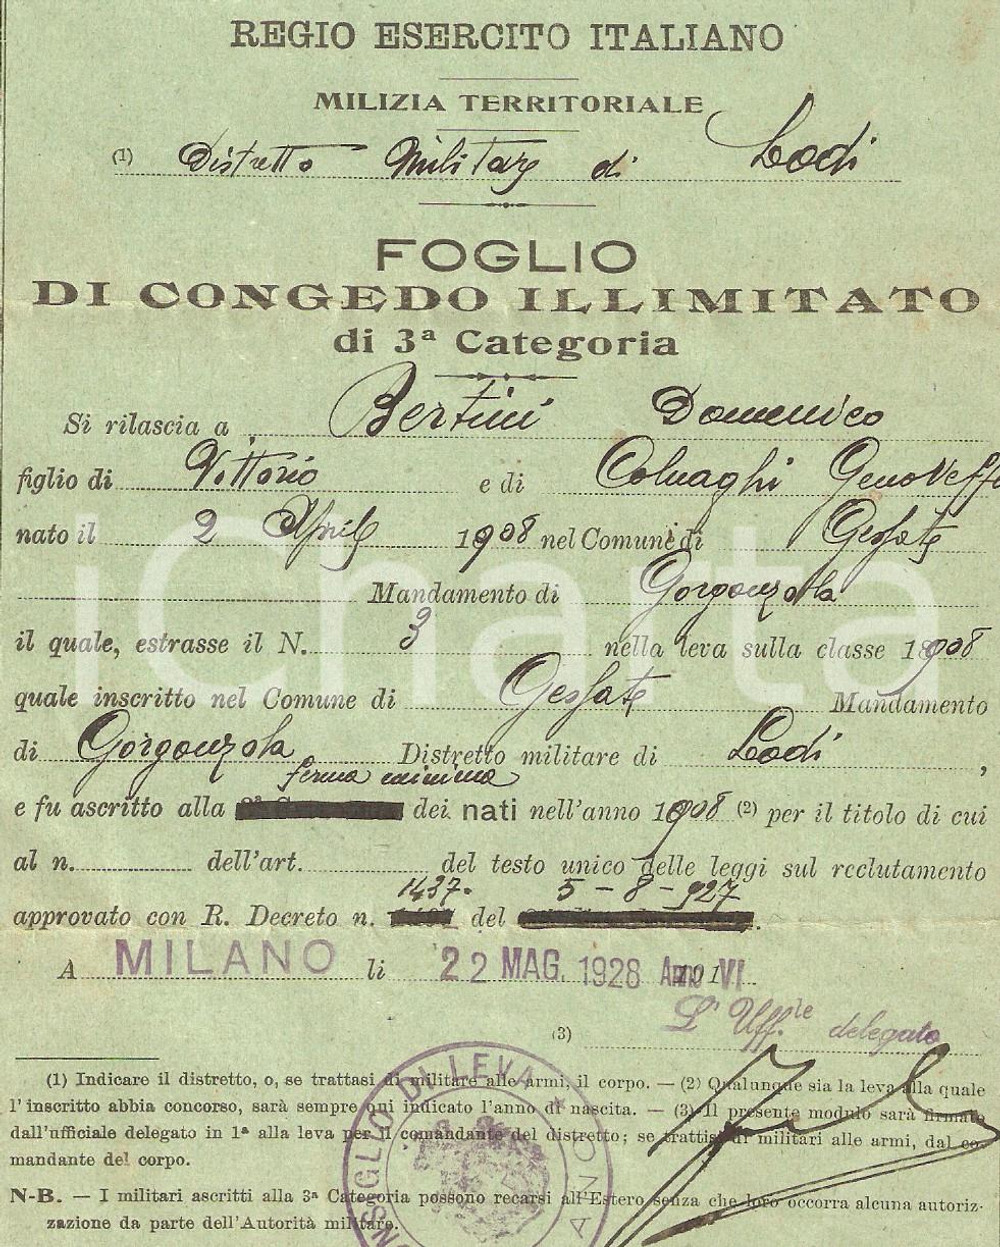 REGIO ESERCITO ITALIANO
MILIZIA TERRITORIALE
(1) Distretto Militare di Lodi
FOGLIO
DI CONGEDO ILLIMITATO
di 3ª Categoria
Si rilascia a Bertini Domenico
figlio di Vittorio e di Colnaghi Genoveffa
nato il 2 Aprile 1908 nel Comune di Gessate
Mandamento di Gorgonzola
il quale, estrasse il N. 3 nella leva sulla classe 1908
quale inscritto nel Comune di Gessate Mandamento
di Gorgonzola Distretto militare di Lodi,
ferma minima
e fu ascritto alla dei nati nell'anno 1908 (2) per il titolo di cui
al n. dell'art. del testo unico delle leggi sul reclutamento
1437. 5-8-927
approvato con R. Decreto n. del .
A MILANO lì 22 MAG. 1928 Anno VI
(3) L' Uff.le delegato
(1) Indicare il distretto, o, se trattasi di militare alle armi, il corpo. — (2) Qualunque sia la leva alla quale
l'inscritto abbia concorso, sarà sempre qui indicato l'anno di nascita. — (3) Il presente modulo sarà firmato
dall'ufficiale delegato in 1ª alla leva per il comandante del distretto; se trattisi di militari alle armi, dal co-
mandante del corpo.
N-B. — I militari ascritti alla 3ª Categoria possono recarsi all'Estero senza che loro occorra alcuna autoriz-
zazione da parte dell'Autorità militare.
DI LEVA *
iCharta